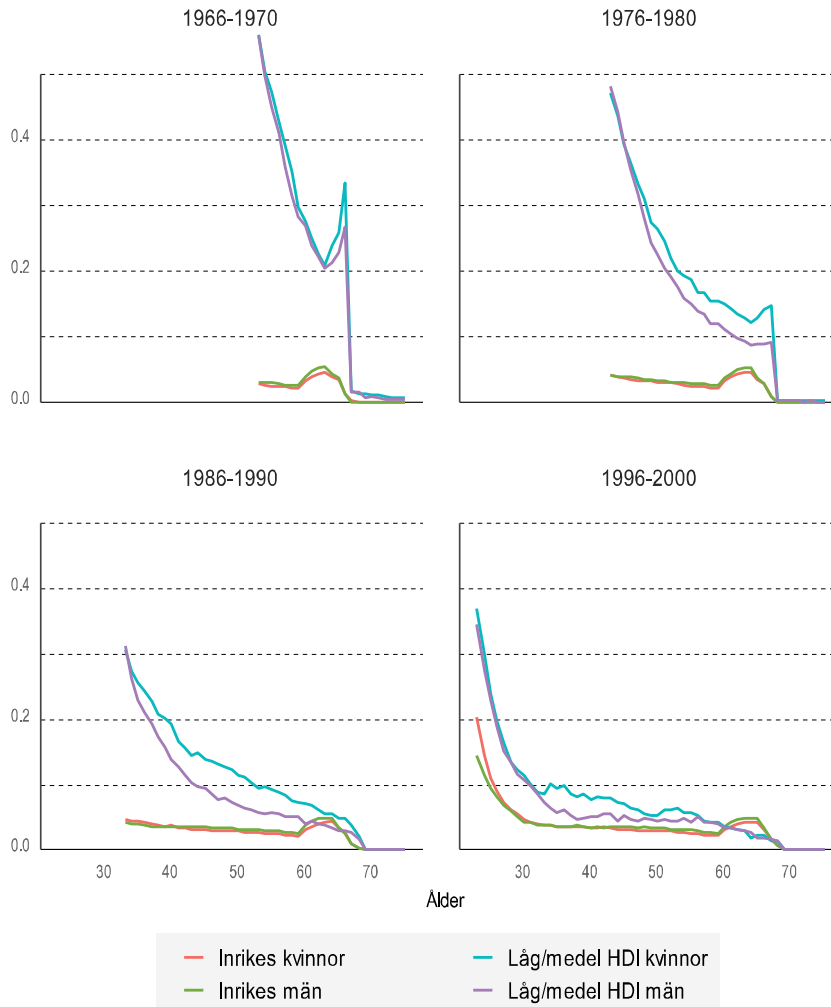 1966-1970
1976-1980
0.4
0.2
0.0
1986-1990
1996-2000
0.4
0.2
0.0
30 40 50 60 70
30 40 50 60 70
Ålder
Inrikes kvinnor
Låg/medel HDI kvinnor
Inrikes män
Låg/medel HDI män